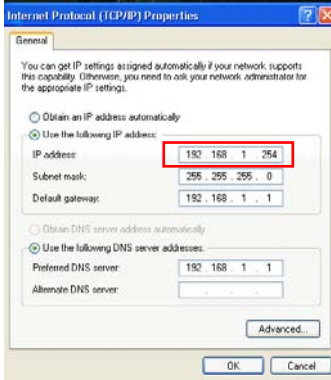 Internet Protocol (TCP/IP) Properties
General
You can get IP settings assigned automatically if your network supports
this capability. Otherwise, you need to ask your network administrator for
the appropriate IP settings.
Obtain an IP address automatically
Use the following IP address:
IP address: 192 . 168 . 1 . 254
Subnet mask: 255 . 255 . 255 . 0
Default gateway: 192 . 168 . 1 . 1
Obtain DNS server address automatically
Use the following DNS server addresses:
Preferred DNS server: 192 . 168 . 1 . 1
Alternate DNS server: . . .
Advanced...
OK Cancel